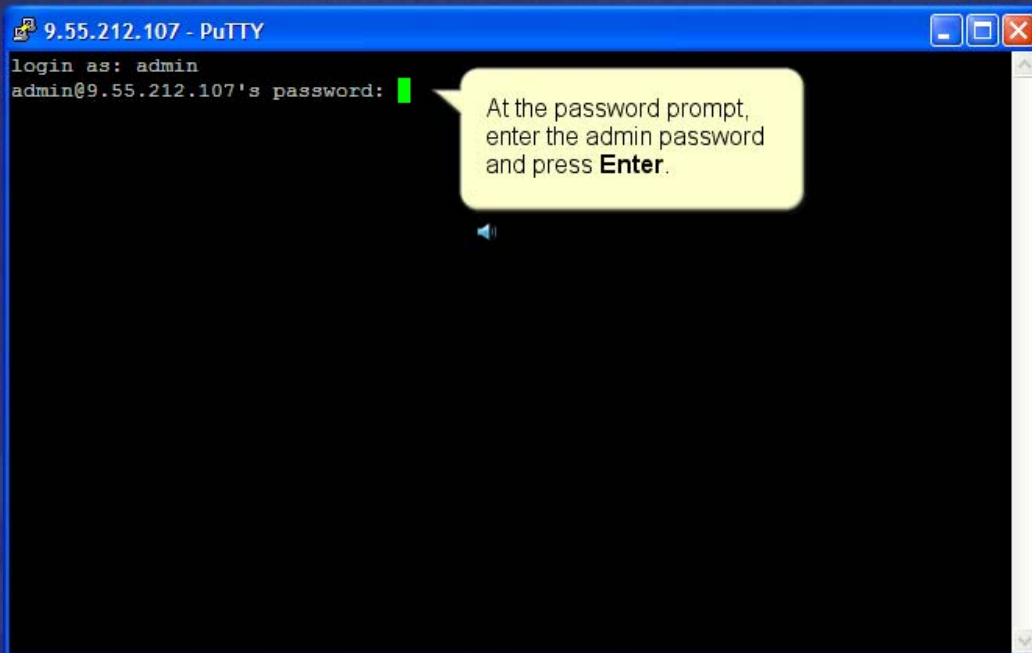 9.55.212.107 - PuTTY
login as: admin
admin@9.55.212.107's password:
At the password prompt,
enter the admin password
and press Enter.